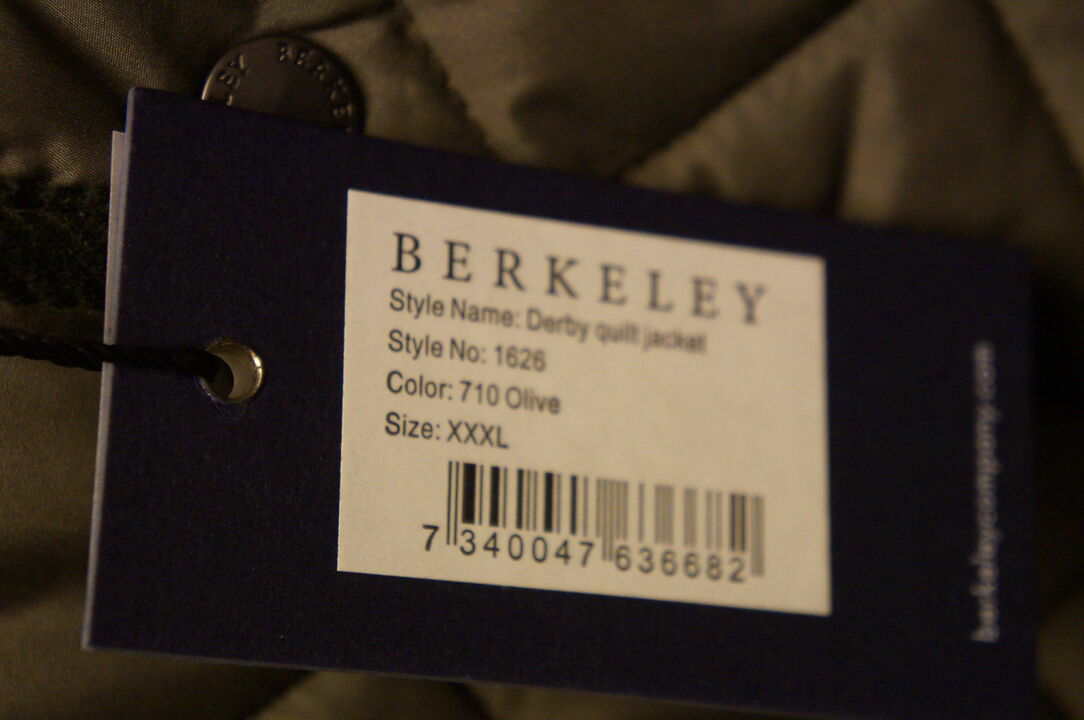 BERKELEY
Style Name: Derby quilt jacket
Style No: 1626
Color: 710 Olive
Size: XXXL
7 340047 636682
berkeleycompany.com